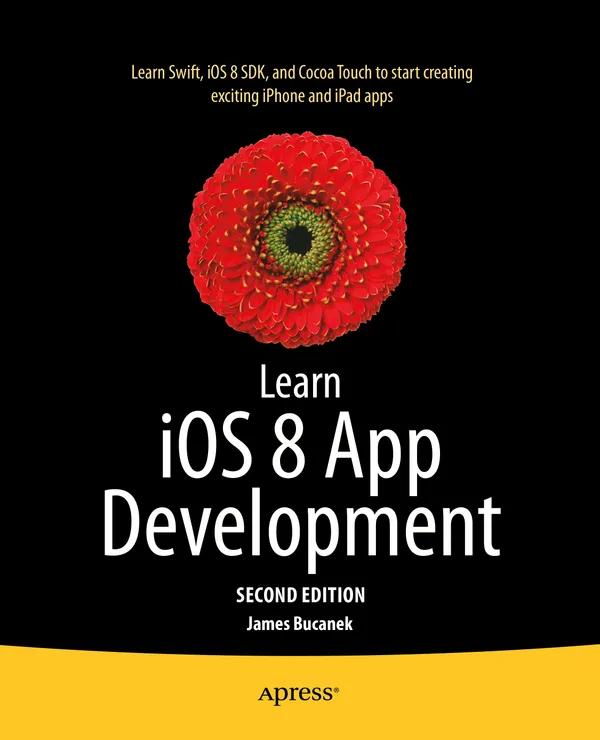 Learn Swift, iOS 8 SDK, and Cocoa Touch to start creating
exciting iPhone and iPad apps
Learn
iOS 8 App
Development
SECOND EDITION
James Bucanek
Apress®